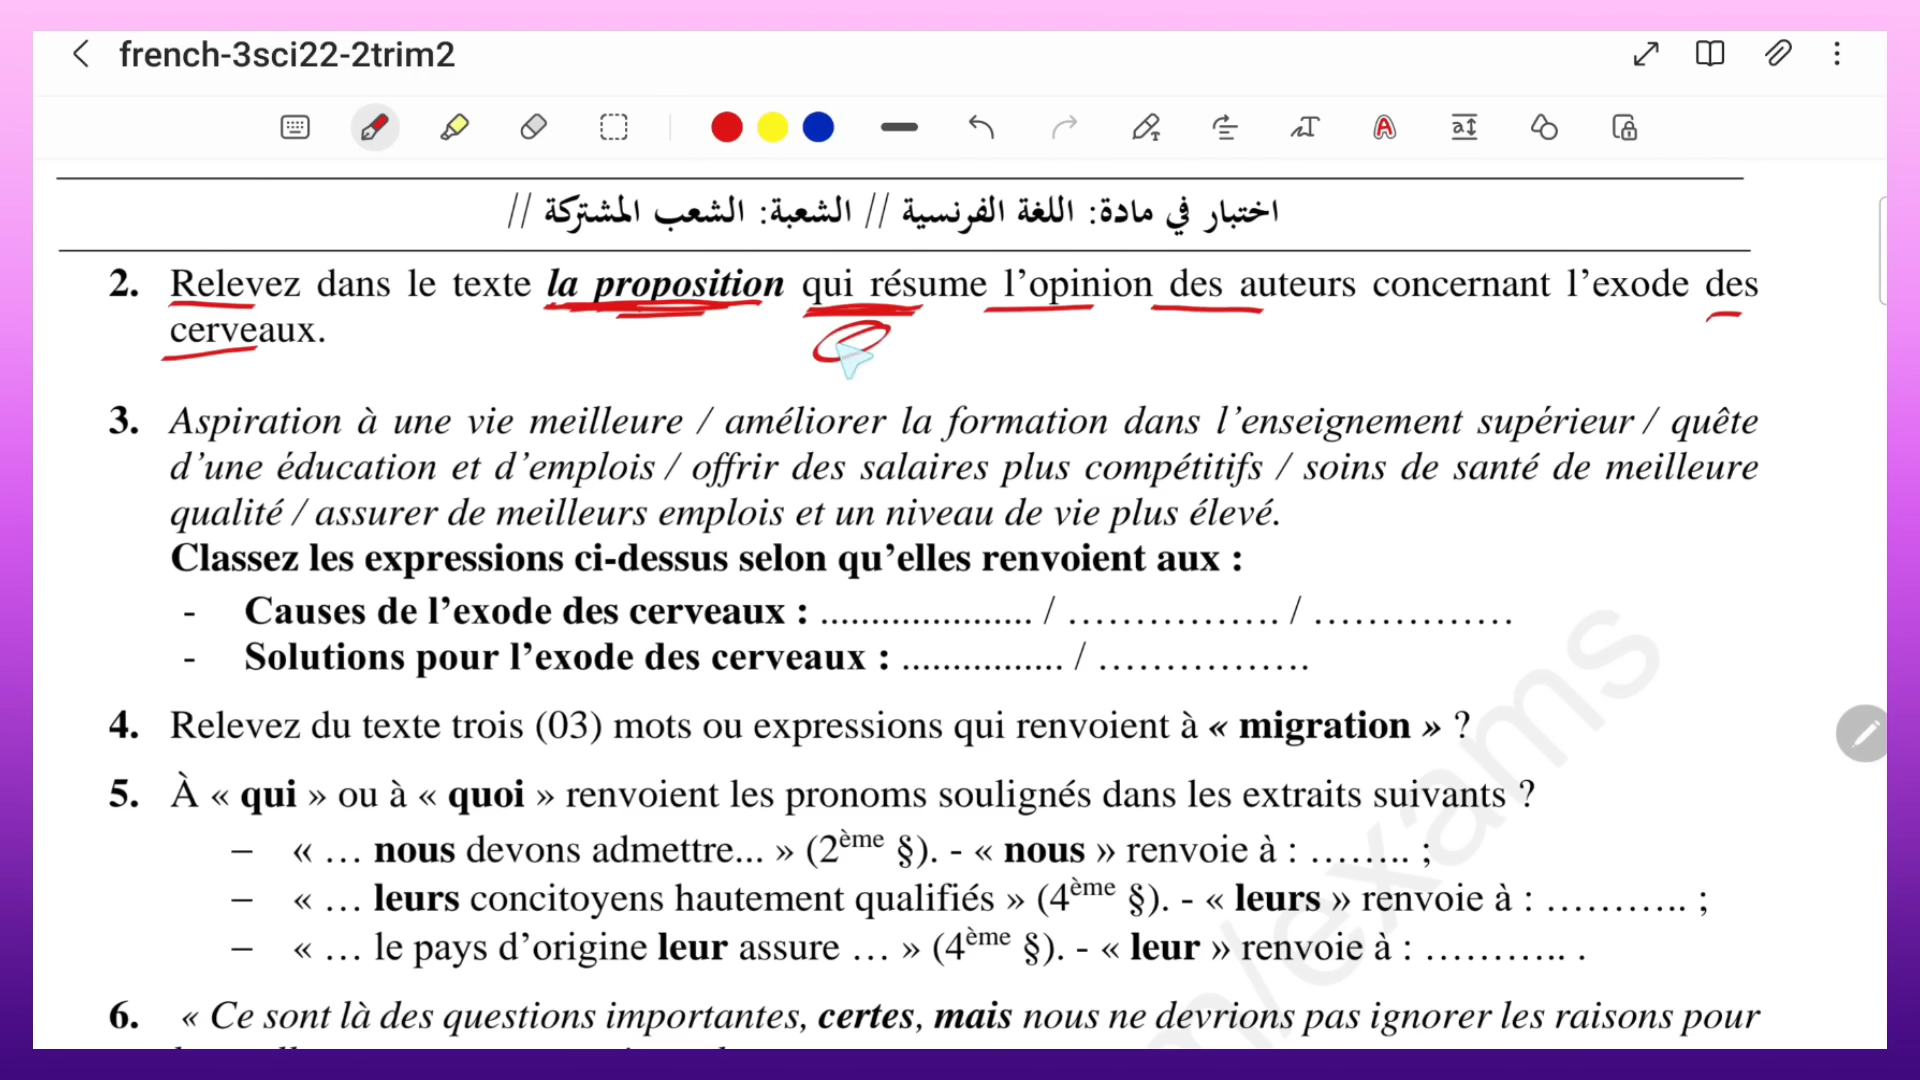 french-3sci22-2trim2
اختبار في مادة: اللغة الفرنسية // الشعبة: الشعب المشتركة //
2. Relevez dans le texte la proposition qui résume l’opinion des auteurs concernant l’exode des
cerveaux.
3. Aspiration à une vie meilleure / améliorer la formation dans l’enseignement supérieur / quête
d’une éducation et d’emplois / offrir des salaires plus compétitifs / soins de santé de meilleure
qualité / assurer de meilleurs emplois et un niveau de vie plus élevé.
Classez les expressions ci-dessus selon qu’elles renvoient aux :
- Causes de l’exode des cerveaux : ..................... / ................ / ...............
- Solutions pour l’exode des cerveaux : ................ / ................
4. Relevez du texte trois (03) mots ou expressions qui renvoient à « migration » ?
5. À « qui » ou à « quoi » renvoient les pronoms soulignés dans les extraits suivants ?
– « … nous devons admettre... » (2ème §). - « nous » renvoie à : …….. ;
– « … leurs concitoyens hautement qualifiés » (4ème §). - « leurs » renvoie à : ……….. ;
– « … le pays d’origine leur assure … » (4ème §). - « leur » renvoie à : ……….. .
6. « Ce sont là des questions importantes, certes, mais nous ne devrions pas ignorer les raisons pour
m/exams